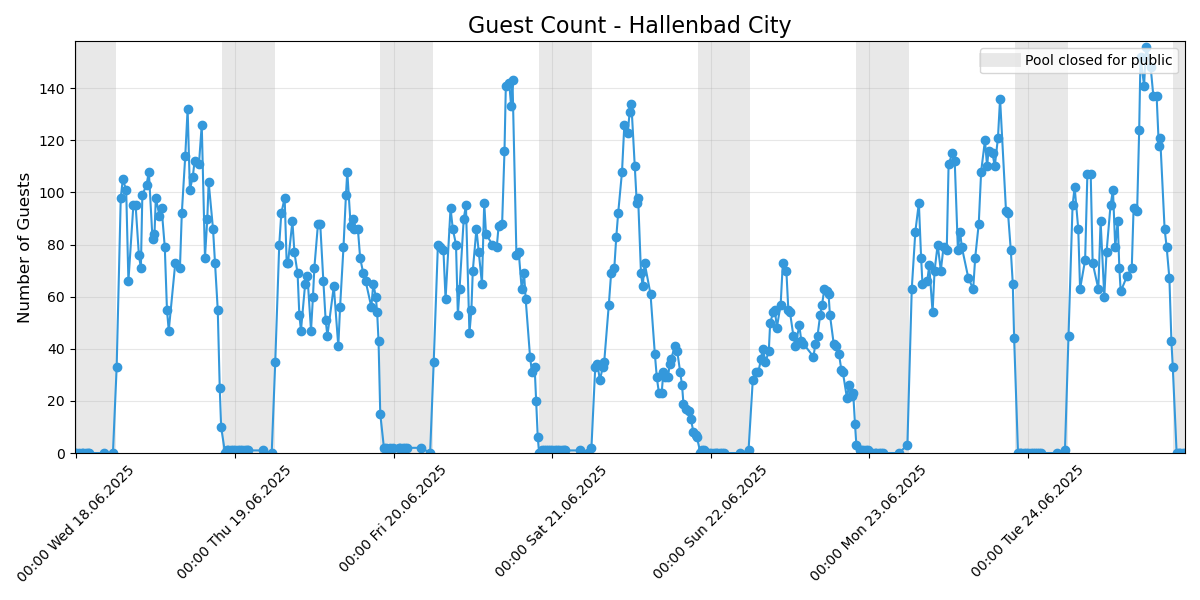 Guest Count - Hallenbad City
Pool closed for public
Number of Guests
140
120
100
80
60
40
20
0
00:00 Wed 18.06.2025
00:00 Thu 19.06.2025
00:00 Fri 20.06.2025
00:00 Sat 21.06.2025
00:00 Sun 22.06.2025
00:00 Mon 23.06.2025
00:00 Tue 24.06.2025